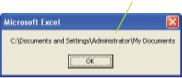 Microsoft Excel
C:\Documents and Settings\Administrator\My Documents
OK